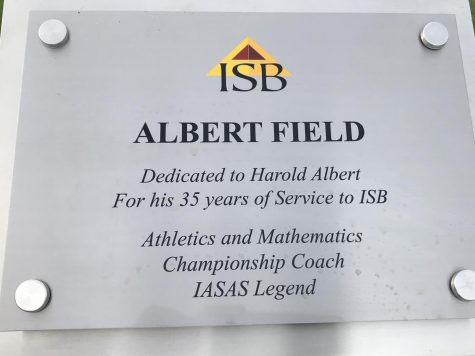 ISB
ALBERT FIELD
Dedicated to Harold Albert
For his 35 years of Service to ISB
Athletics and Mathematics
Championship Coach
IASAS Legend